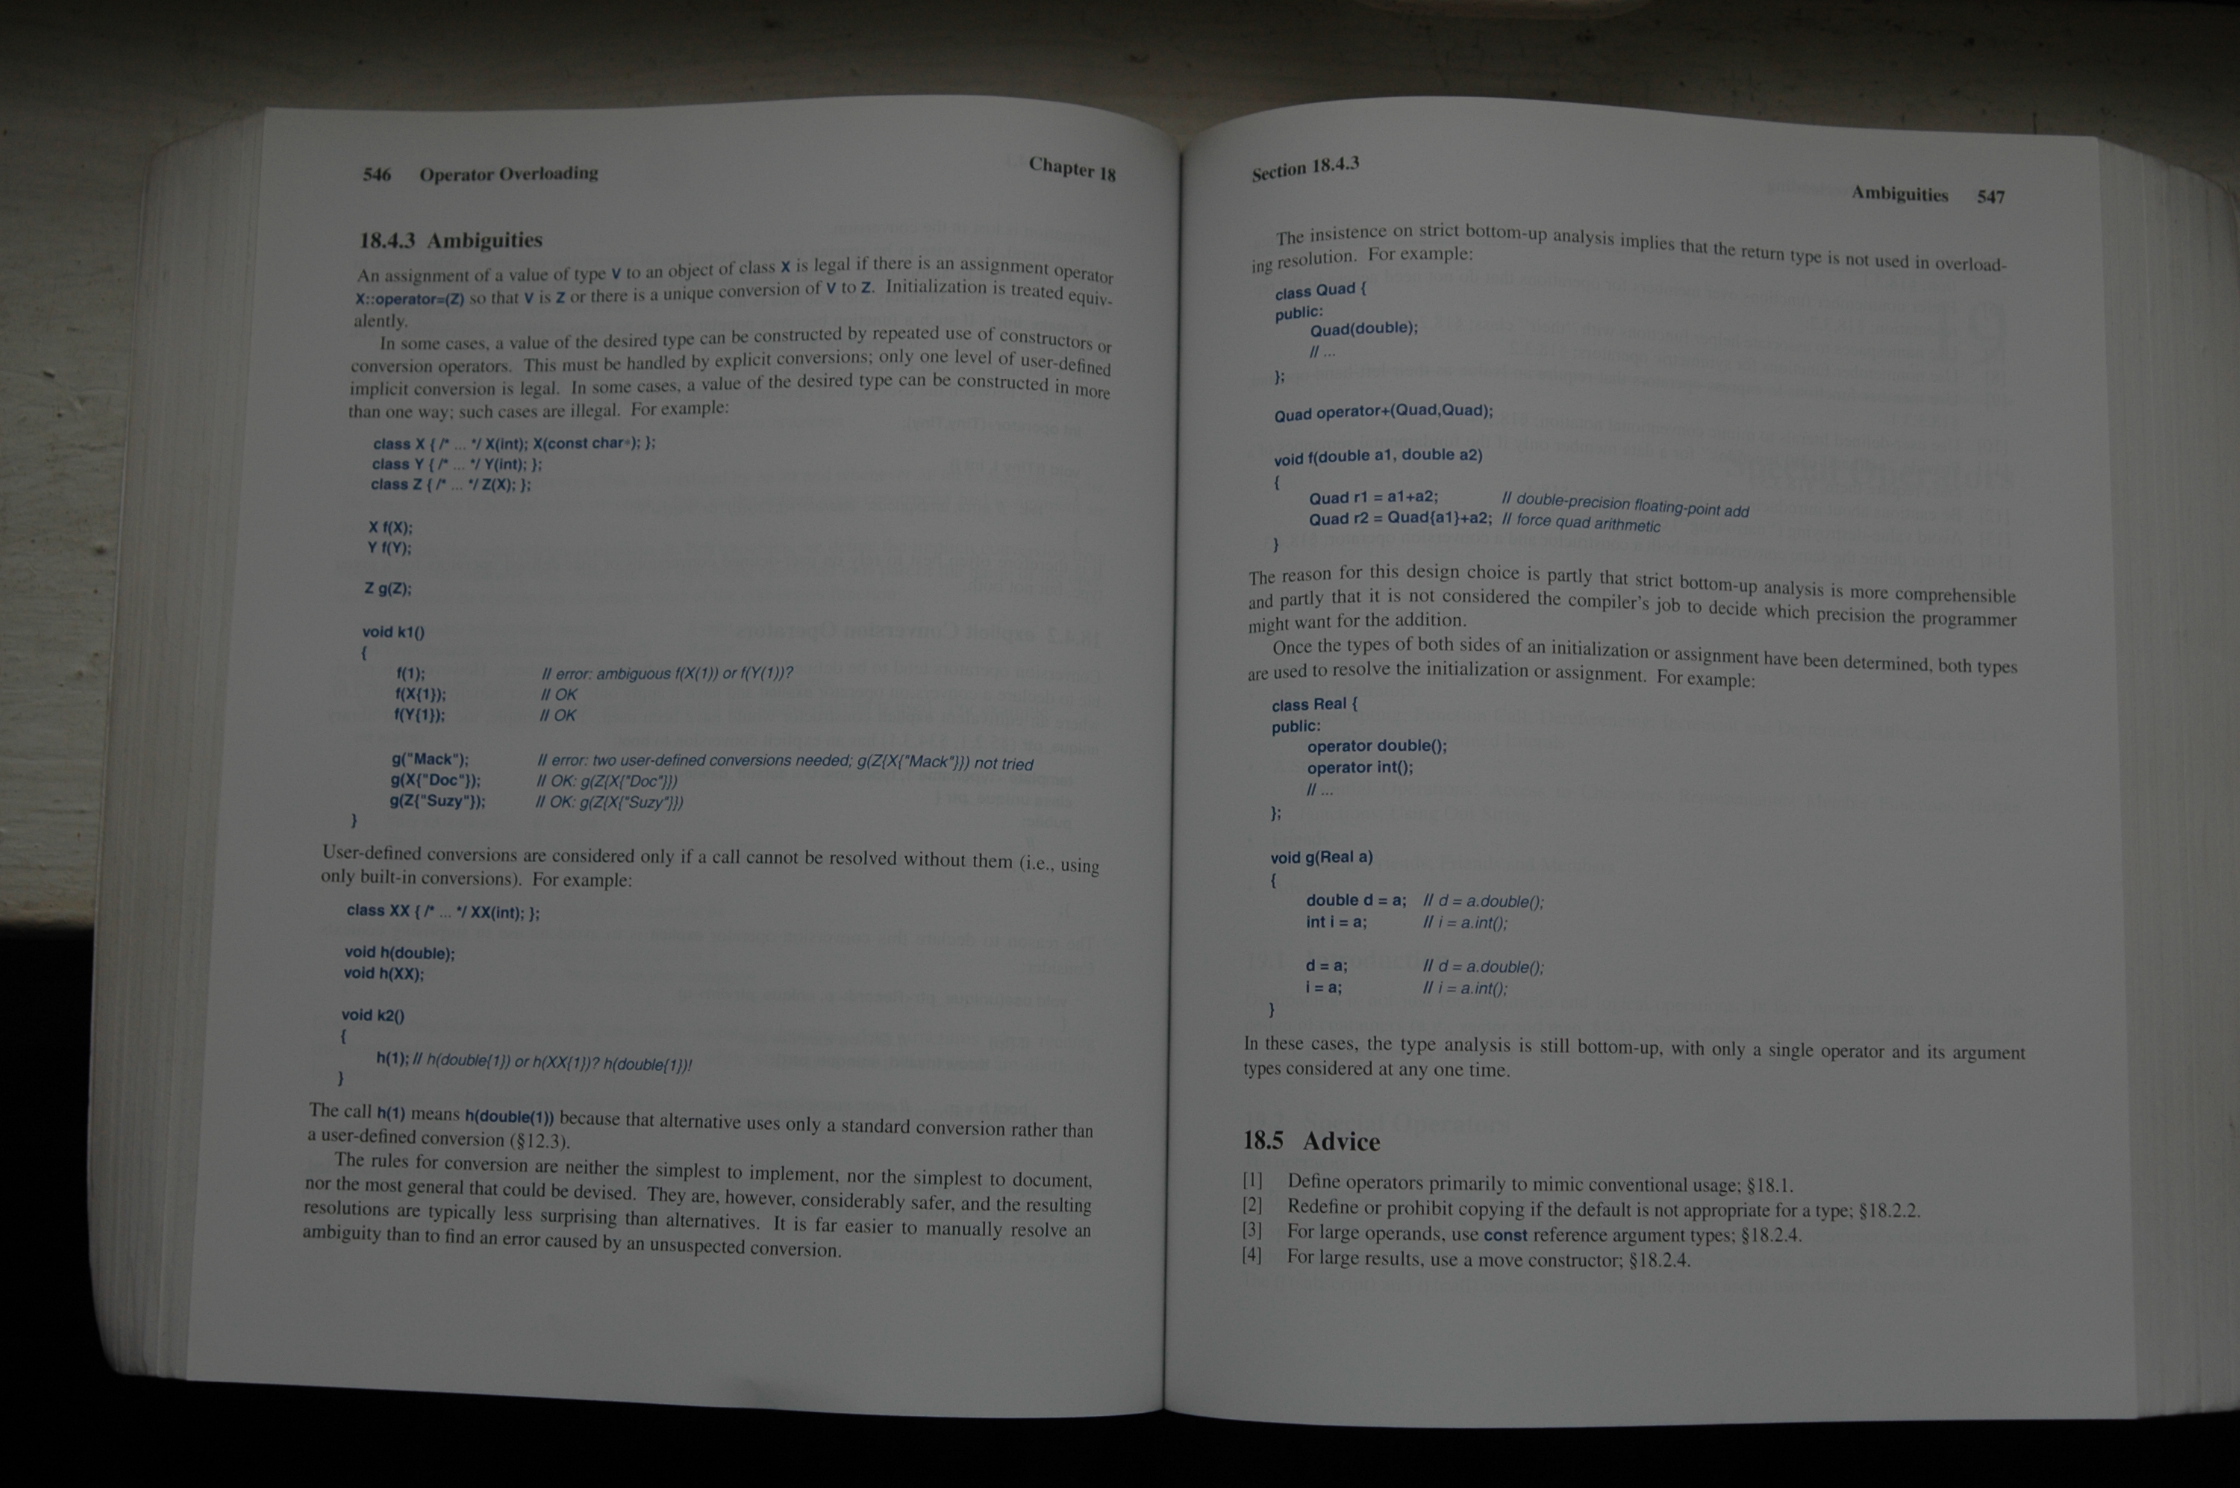 546 Operator Overloading Chapter 18
18.4.3 Ambiguities
An assignment of a value of type V to an object of class X is legal if there is an assignment operator
X::operator=(Z) so that V is Z or there is a unique conversion of V to Z. Initialization is treated equiv-
alently.
In some cases, a value of the desired type can be constructed by repeated use of constructors or
conversion operators. This must be handled by explicit conversions; only one level of user-defined
implicit conversion is legal. In some cases, a value of the desired type can be constructed in more
than one way; such cases are illegal. For example:
class X { /* ... */ X(int); X(const char*); };
class Y { /* ... */ Y(int); };
class Z { /* ... */ Z(X); };
X f(X);
Y f(Y);
Z g(Z);
void k1()
{
f(1); // error: ambiguous f(X(1)) or f(Y(1))?
f(X{1}); // OK
f(Y{1}); // OK
g("Mack"); // error: two user-defined conversions needed; g(Z{X{"Mack"}}) not tried
g(X{"Doc"}); // OK: g(Z{X{"Doc"}})
g(Z{"Suzy"}); // OK: g(Z{X{"Suzy"}})
}
User-defined conversions are considered only if a call cannot be resolved without them (i.e., using
only built-in conversions). For example:
class XX { /* ... */ XX(int); };
void h(double);
void h(XX);
void k2()
{
h(1); // h(double{1}) or h(XX{1})? h(double{1})!
}
The call h(1) means h(double(1)) because that alternative uses only a standard conversion rather than
a user-defined conversion (§12.3).
The rules for conversion are neither the simplest to implement, nor the simplest to document,
nor the most general that could be devised. They are, however, considerably safer, and the resulting
resolutions are typically less surprising than alternatives. It is far easier to manually resolve an
ambiguity than to find an error caused by an unsuspected conversion.
Section 18.4.3 Ambiguities 547
The insistence on strict bottom-up analysis implies that the return type is not used in overload-
ing resolution. For example:
class Quad {
public:
Quad(double);
// ...
};
Quad operator+(Quad,Quad);
void f(double a1, double a2)
{
Quad r1 = a1+a2; // double-precision floating-point add
Quad r2 = Quad{a1}+a2; // force quad arithmetic
}
The reason for this design choice is partly that strict bottom-up analysis is more comprehensible
and partly that it is not considered the compiler's job to decide which precision the programmer
might want for the addition.
Once the types of both sides of an initialization or assignment have been determined, both types
are used to resolve the initialization or assignment. For example:
class Real {
public:
operator double();
operator int();
// ...
};
void g(Real a)
{
double d = a; // d = a.double();
int i = a; // i = a.int();
d = a; // d = a.double();
i = a; // i = a.int();
}
In these cases, the type analysis is still bottom-up, with only a single operator and its argument
types considered at any one time.
18.5 Advice
[1] Define operators primarily to mimic conventional usage; §18.1.
[2] Redefine or prohibit copying if the default is not appropriate for a type; §18.2.2.
[3] For large operands, use const reference argument types; §18.2.4.
[4] For large results, use a move constructor; §18.2.4.